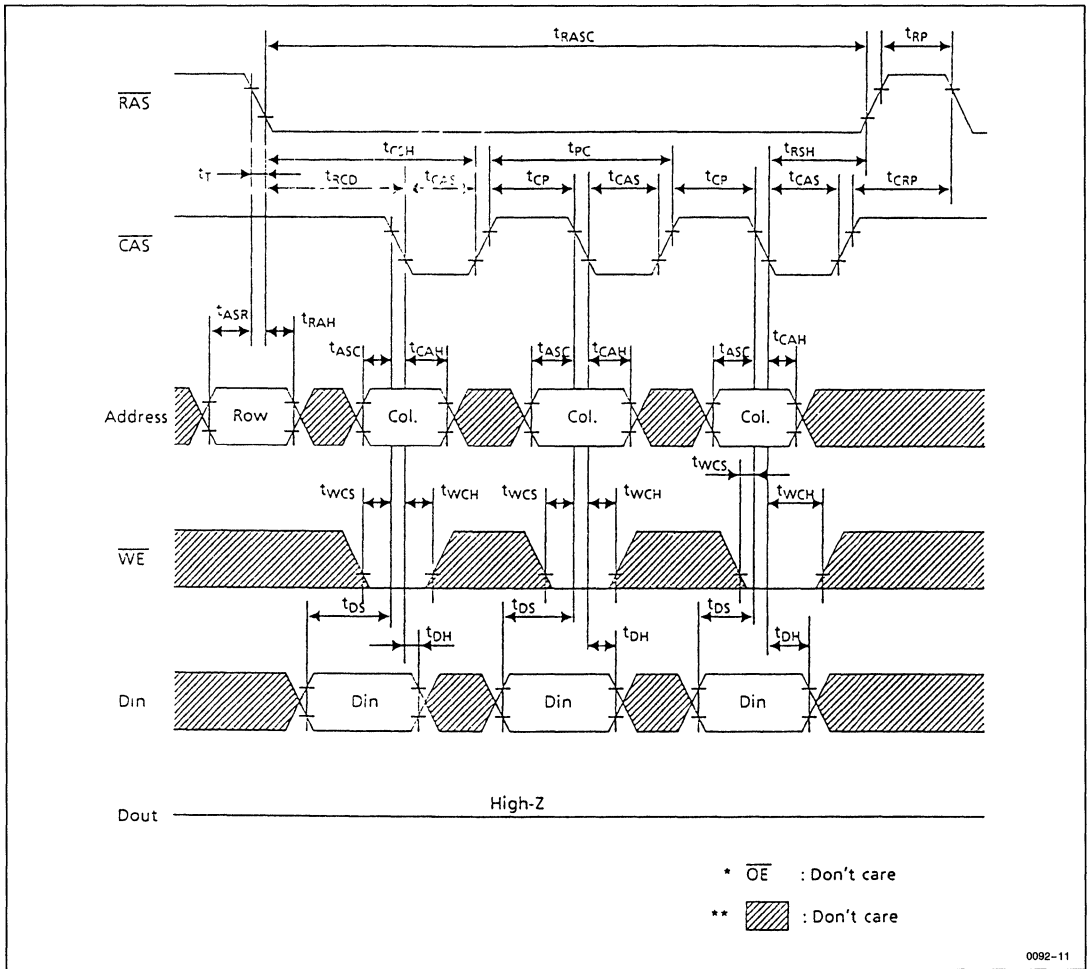 tRASC tRP
RAS
tCSH tPC tRSH
tT tRCD tCAS tCP tCAS tCP tCAS tCRP
CAS
tASR tRAH
tASC tCAH tASC tCAH tASC tCAH
Address Row Col. Col. Col.
tWCS
tWCS tWCH tWCS tWCH tWCH
WE
tDS tDS tDS
tDH tDH tDH
Din Din Din Din
High-Z
Dout
* OE : Don't care
** : Don't care
0092-11